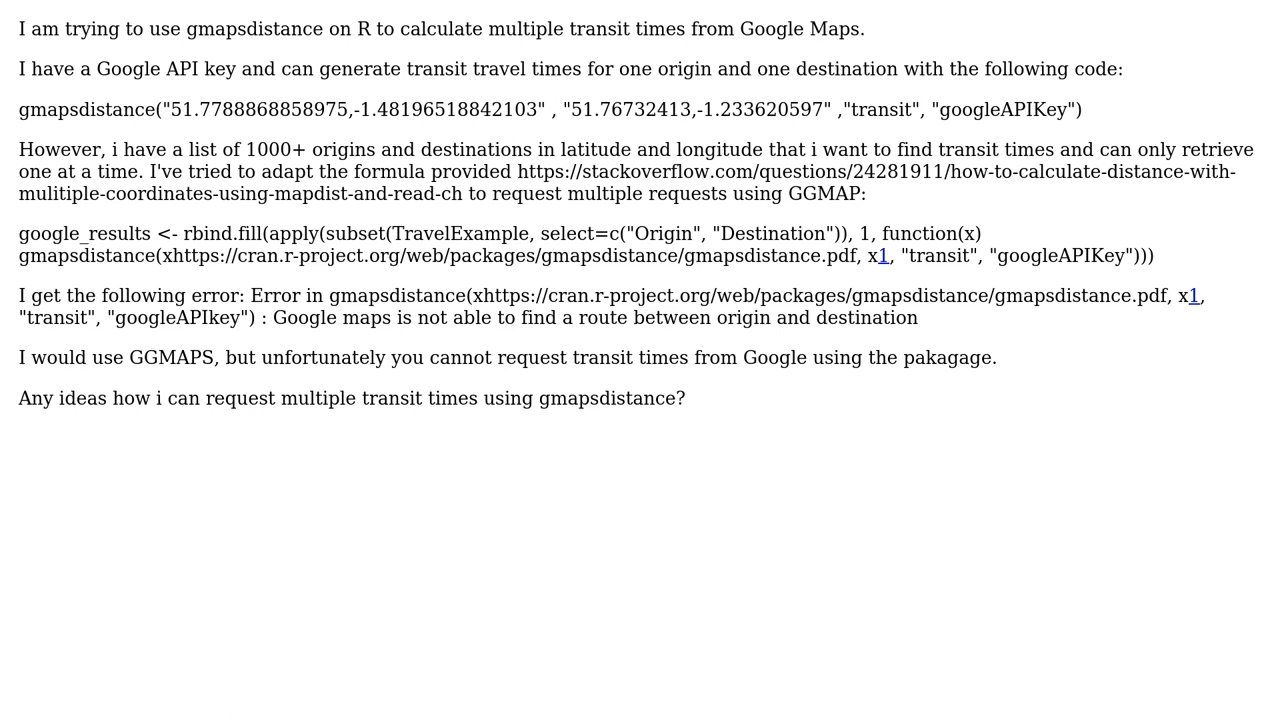 I am trying to use gmapsdistance on R to calculate multiple transit times from Google Maps.
I have a Google API key and can generate transit travel times for one origin and one destination with the following code:
gmapsdistance("51.7788868858975,-1.48196518842103" , "51.76732413,-1.233620597" ,"transit", "googleAPIKey")
However, i have a list of 1000+ origins and destinations in latitude and longitude that i want to find transit times and can only retrieve
one at a time. I've tried to adapt the formula provided https://stackoverflow.com/questions/24281911/how-to-calculate-distance-with-
mulitiple-coordinates-using-mapdist-and-read-ch to request multiple requests using GGMAP:
google_results <- rbind.fill(apply(subset(TravelExample, select=c("Origin", "Destination")), 1, function(x)
gmapsdistance(xhttps://cran.r-project.org/web/packages/gmapsdistance/gmapsdistance.pdf, x1, "transit", "googleAPIKey")))
I get the following error: Error in gmapsdistance(xhttps://cran.r-project.org/web/packages/gmapsdistance/gmapsdistance.pdf, x1,
"transit", "googleAPIkey") : Google maps is not able to find a route between origin and destination
I would use GGMAPS, but unfortunately you cannot request transit times from Google using the pakagage.
Any ideas how i can request multiple transit times using gmapsdistance?